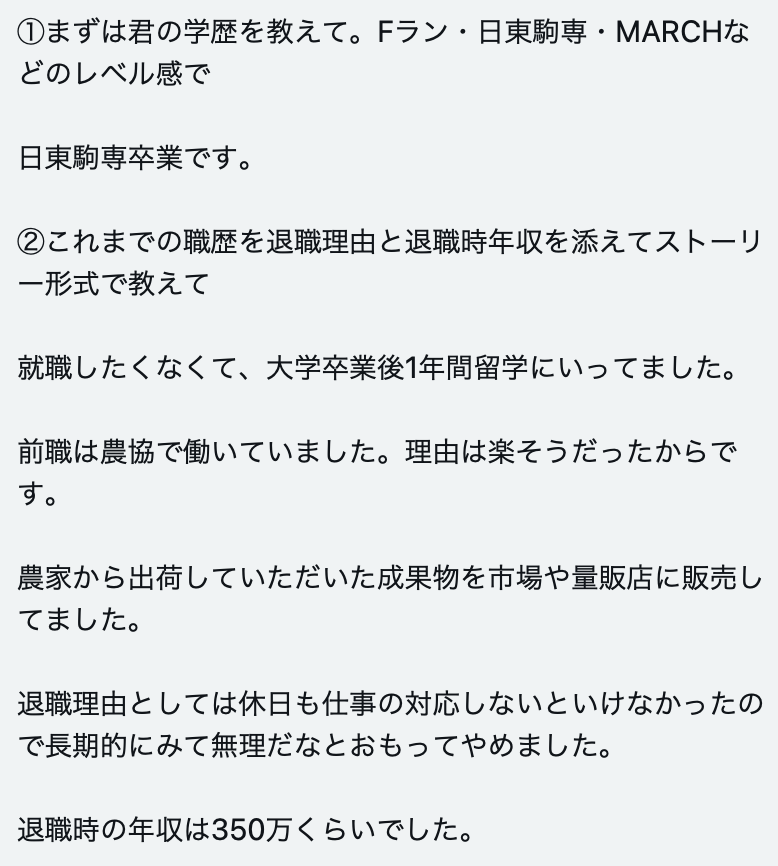 ①まずは君の学歴を教えて。Fラン・日東駒専・MARCHな
どのレベル感で
日東駒専卒業です。
②これまでの職歴を退職理由と退職時年収を添えてストーリ
ー形式で教えて
就職したくなくて、大学卒業後1年間留学にいってました。
前職は農協で働いていました。理由は楽そうだったからで
す。
農家から出荷していただいた成果物を市場や量販店に販売し
てました。
退職理由としては休日も仕事の対応しないといけなかったの
で長期的にみて無理だなとおもってやめました。
退職時の年収は350万くらいでした。